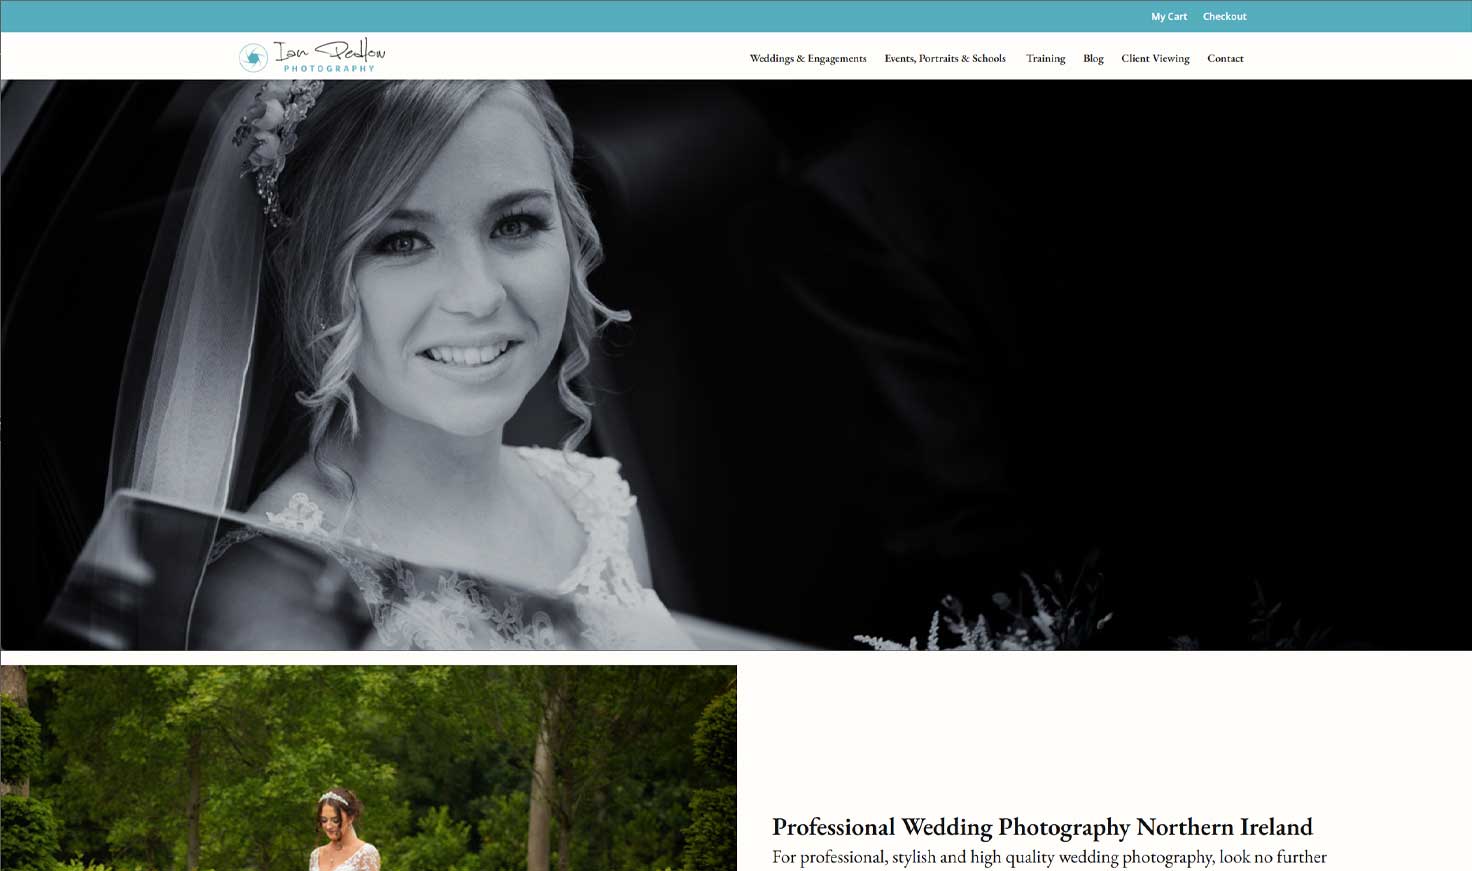 My Cart Checkout
Ian Pedlow
PHOTOGRAPHY
Weddings & Engagements Events, Portraits & Schools Training Blog Client Viewing Contact
Professional Wedding Photography Northern Ireland
For professional, stylish and high quality wedding photography, look no further